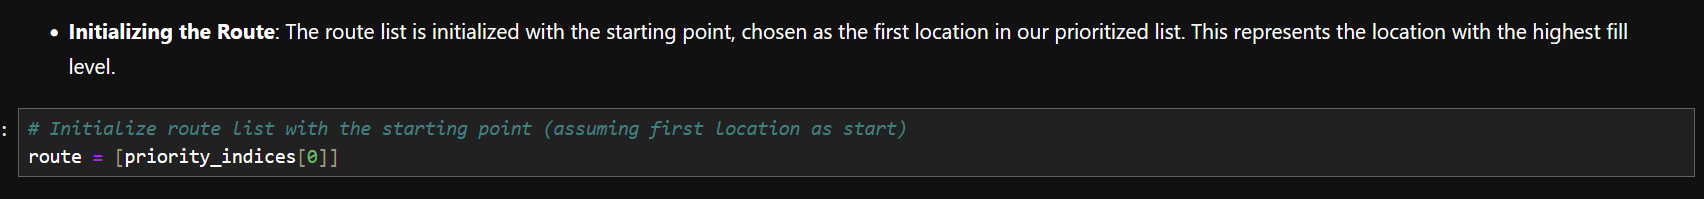 • Initializing the Route: The route list is initialized with the starting point, chosen as the first location in our prioritized list. This represents the location with the highest fill
level.
: # Initialize route list with the starting point (assuming first location as start)
route = [priority_indices[0]]